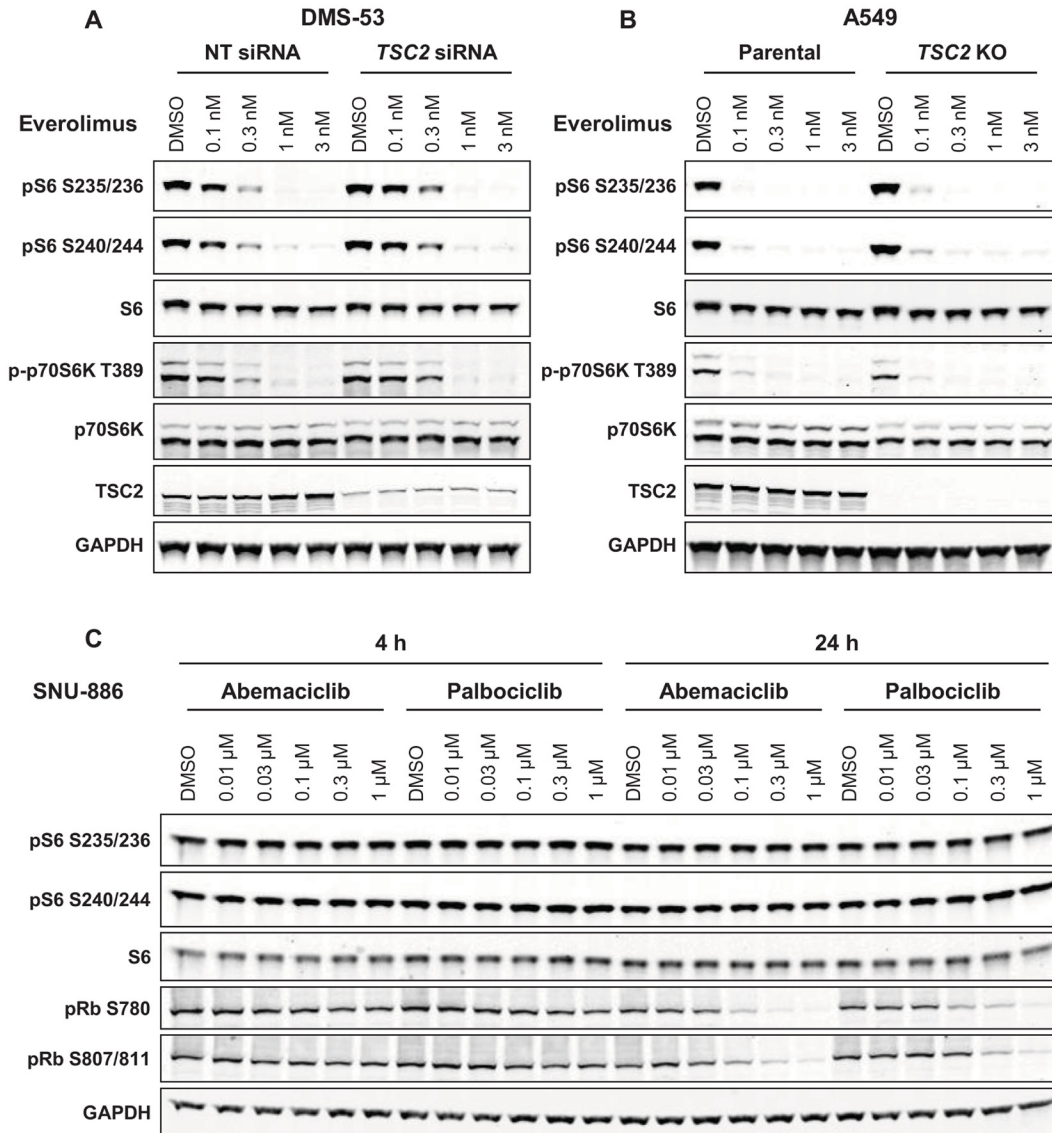 A DMS-53
NT siRNA TSC2 siRNA
Everolimus DMSO 0.1 nM 0.3 nM 1 nM 3 nM DMSO 0.1 nM 0.3 nM 1 nM 3 nM
pS6 S235/236
pS6 S240/244
S6
p-p70S6K T389
p70S6K
TSC2
GAPDH
B A549
Parental TSC2 KO
Everolimus DMSO 0.1 nM 0.3 nM 1 nM 3 nM DMSO 0.1 nM 0.3 nM 1 nM 3 nM
pS6 S235/236
pS6 S240/244
S6
p-p70S6K T389
p70S6K
TSC2
GAPDH
C 4 h 24 h
SNU-886 Abemaciclib Palbociclib Abemaciclib Palbociclib
DMSO 0.01 µM 0.03 µM 0.1 µM 0.3 µM 1 µM DMSO 0.01 µM 0.03 µM 0.1 µM 0.3 µM 1 µM DMSO 0.01 µM 0.03 µM 0.1 µM 0.3 µM 1 µM DMSO 0.01 µM 0.03 µM 0.1 µM 0.3 µM 1 µM
pS6 S235/236
pS6 S240/244
S6
pRb S780
pRb S807/811
GAPDH